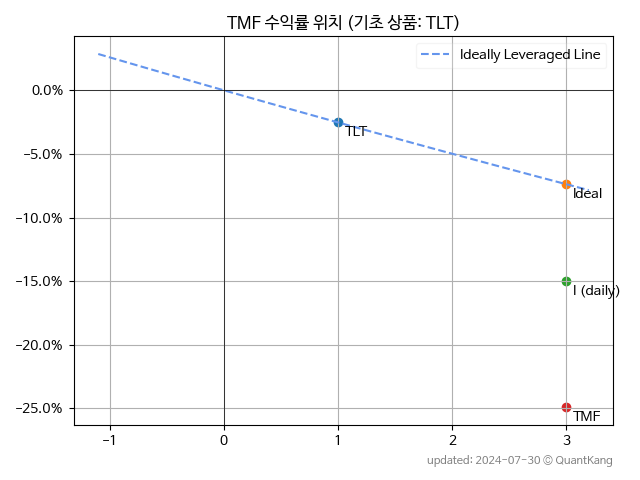 TMF 수익률 위치 (기초 상품: TLT)
Ideally Leveraged Line
0.0%
−5.0%
−10.0%
−15.0%
−20.0%
−25.0%
TLT
Ideal
I (daily)
TMF
−1
0
1
2
3
updated: 2024-07-30 © QuantKang